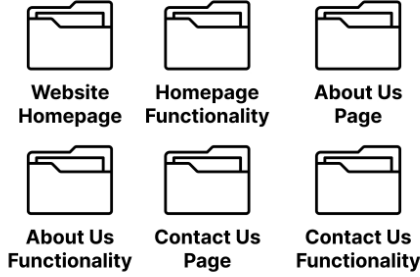 Website
Homepage
Homepage
Functionality
About Us
Page
About Us
Functionality
Contact Us
Page
Contact Us
Functionality